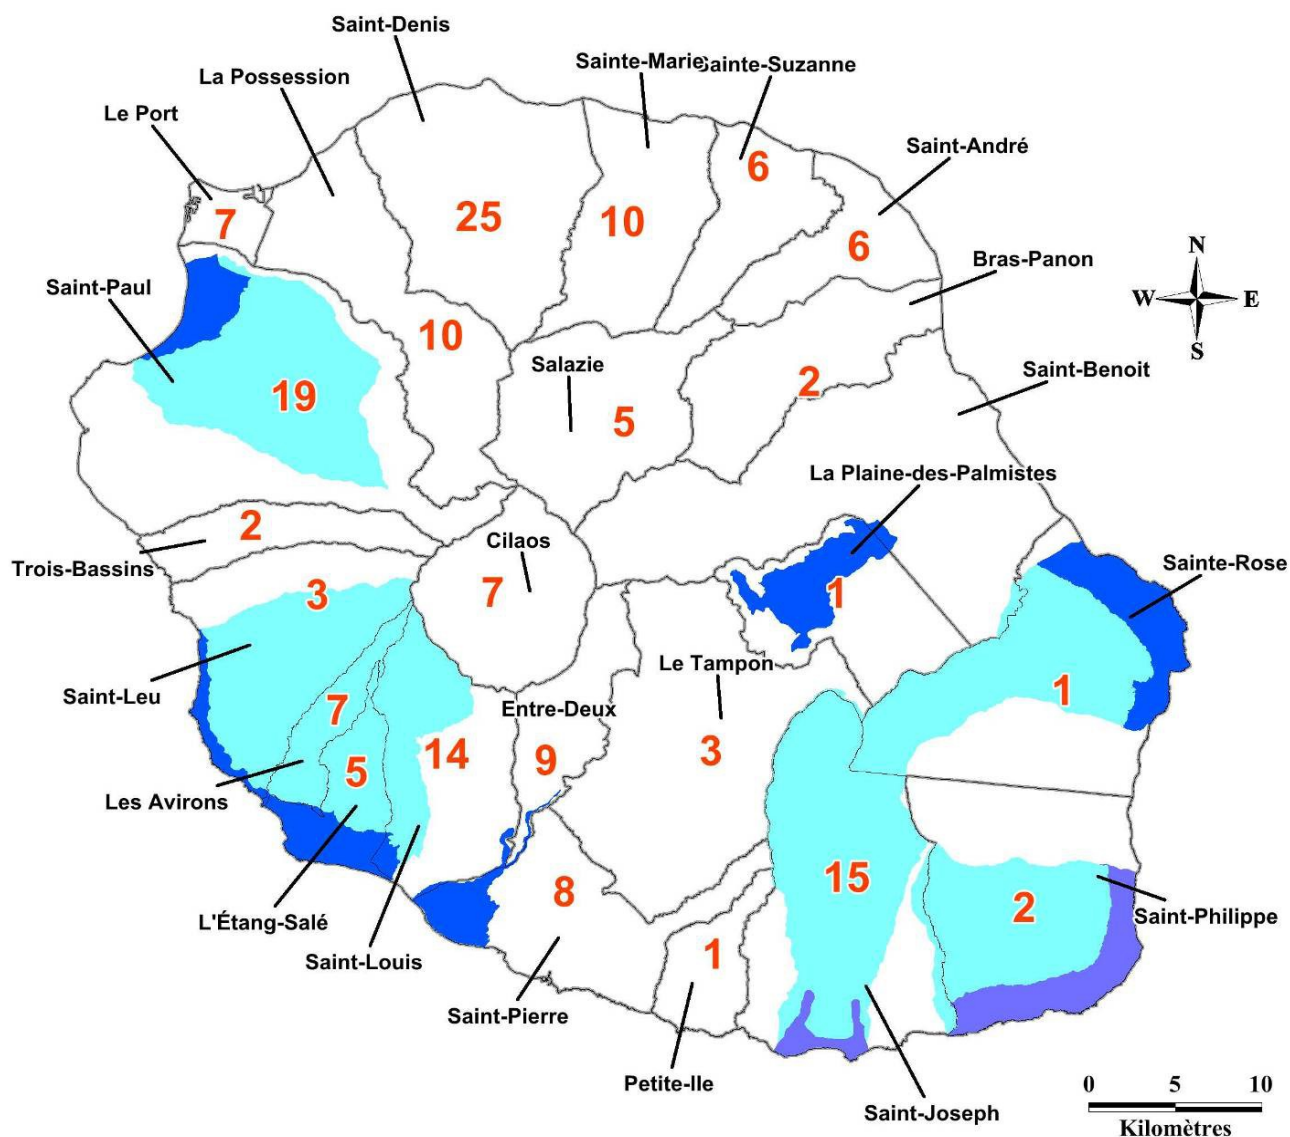 Saint-Denis
Sainte-Marie
Sainte-Suzanne
La Possession
Le Port
Saint-André
6
7
25
10
6
Bras-Panon
N
W E
S
Saint-Paul
10
Salazie
19
5
2
Saint-Benoit
La Plaine-des-Palmistes
2
Cilaos
Trois-Bassins
3
7
1
Sainte-Rose
Le Tampon
Saint-Leu
7
Entre-Deux
1
14
3
9
5
Les Avirons
15
8
2
Saint-Philippe
L'Étang-Salé
Saint-Louis
1
Saint-Pierre
Petite-Ile
Saint-Joseph
0 5 10
Kilomètres